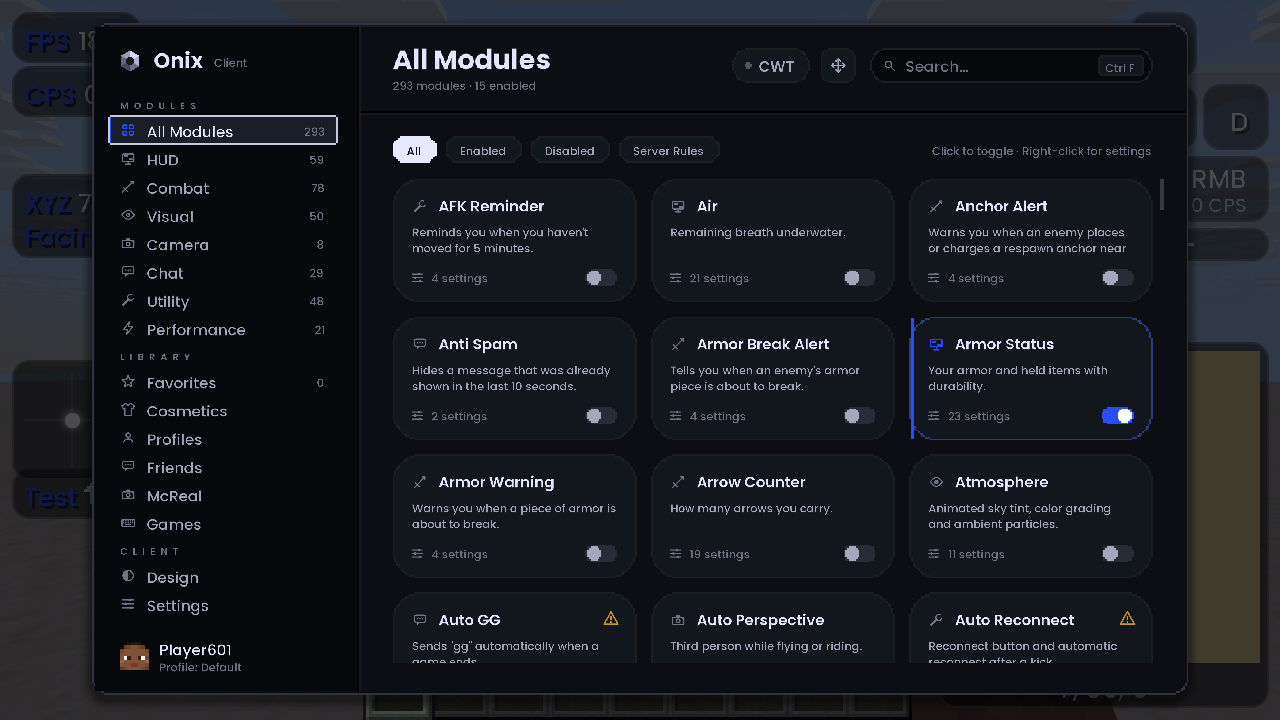 FPS 18
CPS 0
XYZ 7
Facin
Test
Onix Client
MODULES
All Modules 293
HUD 59
Combat 78
Visual 50
Camera 8
Chat 29
Utility 48
Performance 21
LIBRARY
Favorites 0
Cosmetics
Profiles
Friends
McReal
Games
CLIENT
Design
Settings
Player601
Profile: Default
All Modules
293 modules · 15 enabled
CWT
Search...
Ctrl F
All
Enabled
Disabled
Server Rules
Click to toggle · Right-click for settings
AFK Reminder
Reminds you when you haven't
moved for 5 minutes.
4 settings
Air
Remaining breath underwater.
21 settings
Anchor Alert
Warns you when an enemy places
or charges a respawn anchor near
4 settings
Anti Spam
Hides a message that was already
shown in the last 10 seconds.
2 settings
Armor Break Alert
Tells you when an enemy's armor
piece is about to break.
4 settings
Armor Status
Your armor and held items with
durability.
23 settings
Armor Warning
Warns you when a piece of armor is
about to break.
4 settings
Arrow Counter
How many arrows you carry.
19 settings
Atmosphere
Animated sky tint, color grading
and ambient particles.
11 settings
Auto GG
Sends 'gg' automatically when a
game ends.
Auto Perspective
Third person while flying or riding.
Auto Reconnect
Reconnect button and automatic
reconnect after a kick.
D
RMB
0 CPS